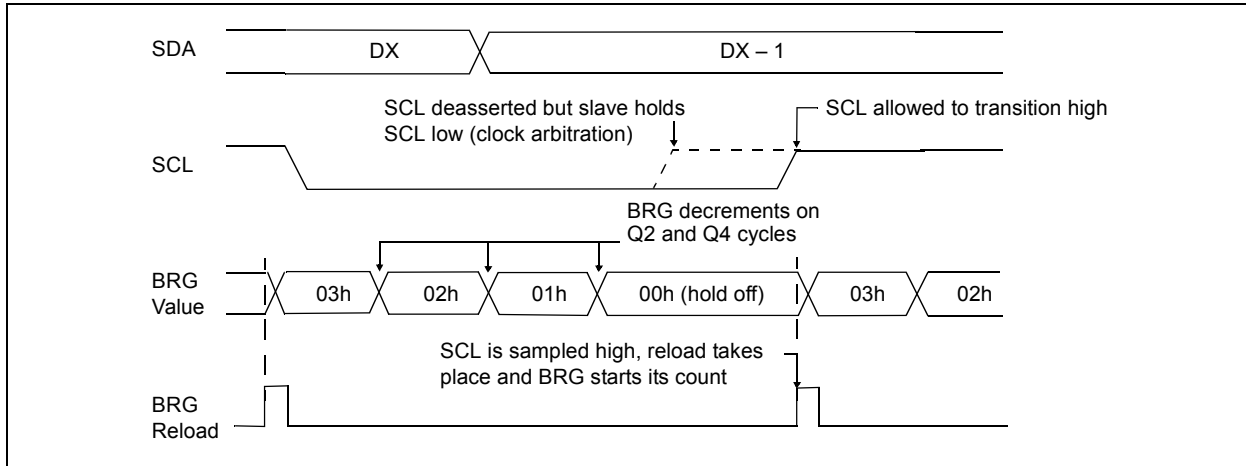 SDA
DX
DX – 1
SCL deasserted but slave holds
SCL low (clock arbitration)
SCL allowed to transition high
SCL
BRG decrements on
Q2 and Q4 cycles
BRG
Value
03h
02h
01h
00h (hold off)
03h
02h
SCL is sampled high, reload takes
place and BRG starts its count
BRG
Reload